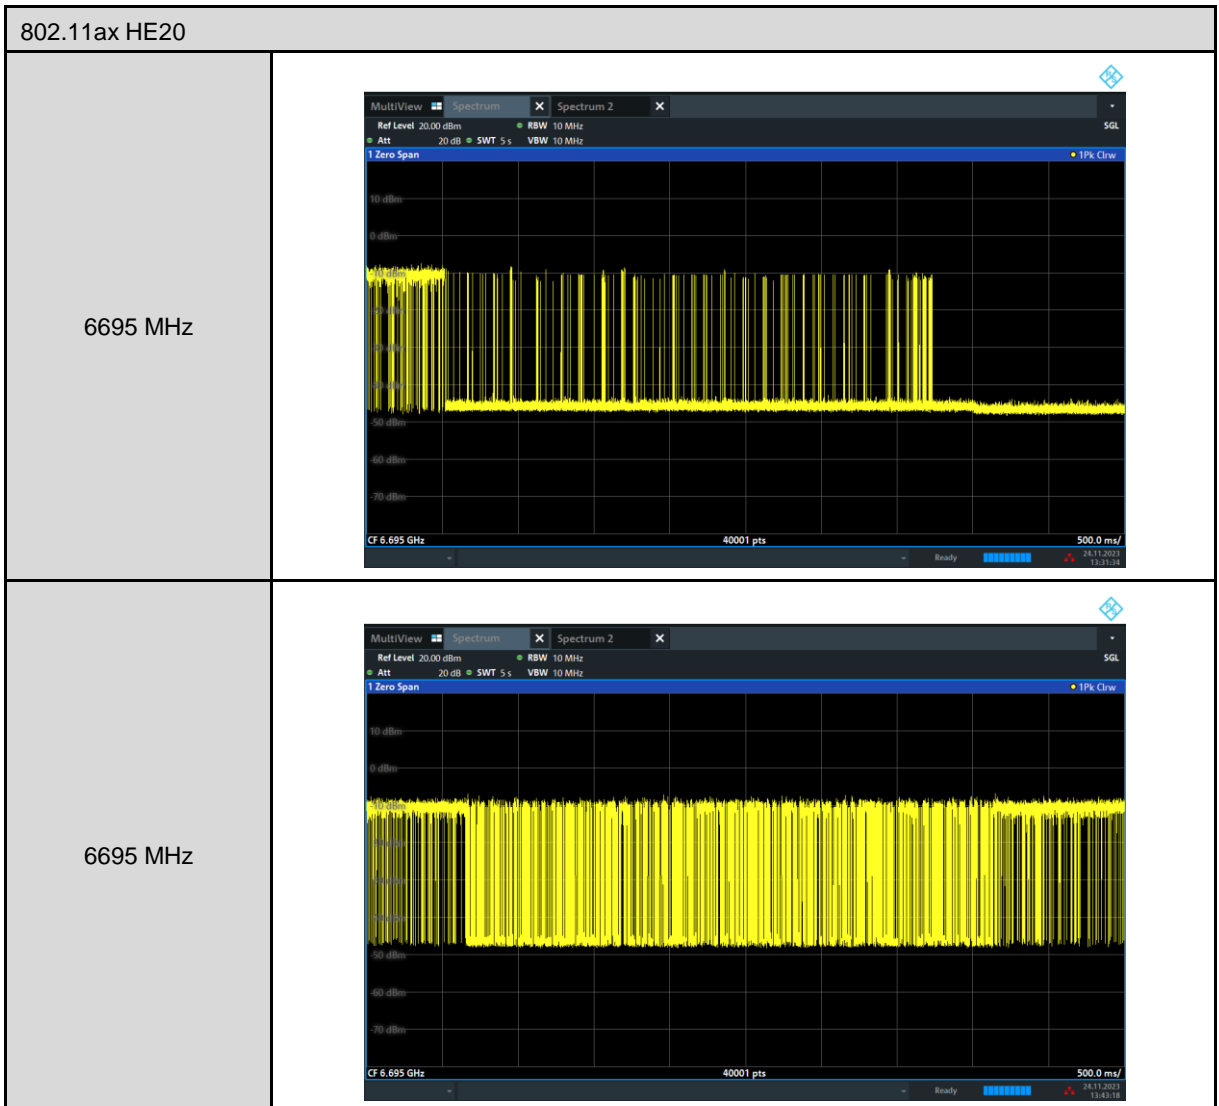 802.11ax HE20
6695 MHz
MultiView Spectrum Spectrum 2
Ref Level 20.00 dBm RBW 10 MHz SGL
Att 20 dB SWT 5 s VBW 10 MHz
1 Zero Span 1Pk Clrw
10 dBm
0 dBm
-10 dBm
-50 dBm
-60 dBm
-70 dBm
CF 6.695 GHz 40001 pts 500.0 ms/
Ready 24.11.2023
13:31:34
6695 MHz
MultiView Spectrum Spectrum 2
Ref Level 20.00 dBm RBW 10 MHz SGL
Att 20 dB SWT 5 s VBW 10 MHz
1 Zero Span 1Pk Clrw
10 dBm
0 dBm
-10 dBm
-50 dBm
-60 dBm
-70 dBm
CF 6.695 GHz 40001 pts 500.0 ms/
Ready 24.11.2023
13:43:18